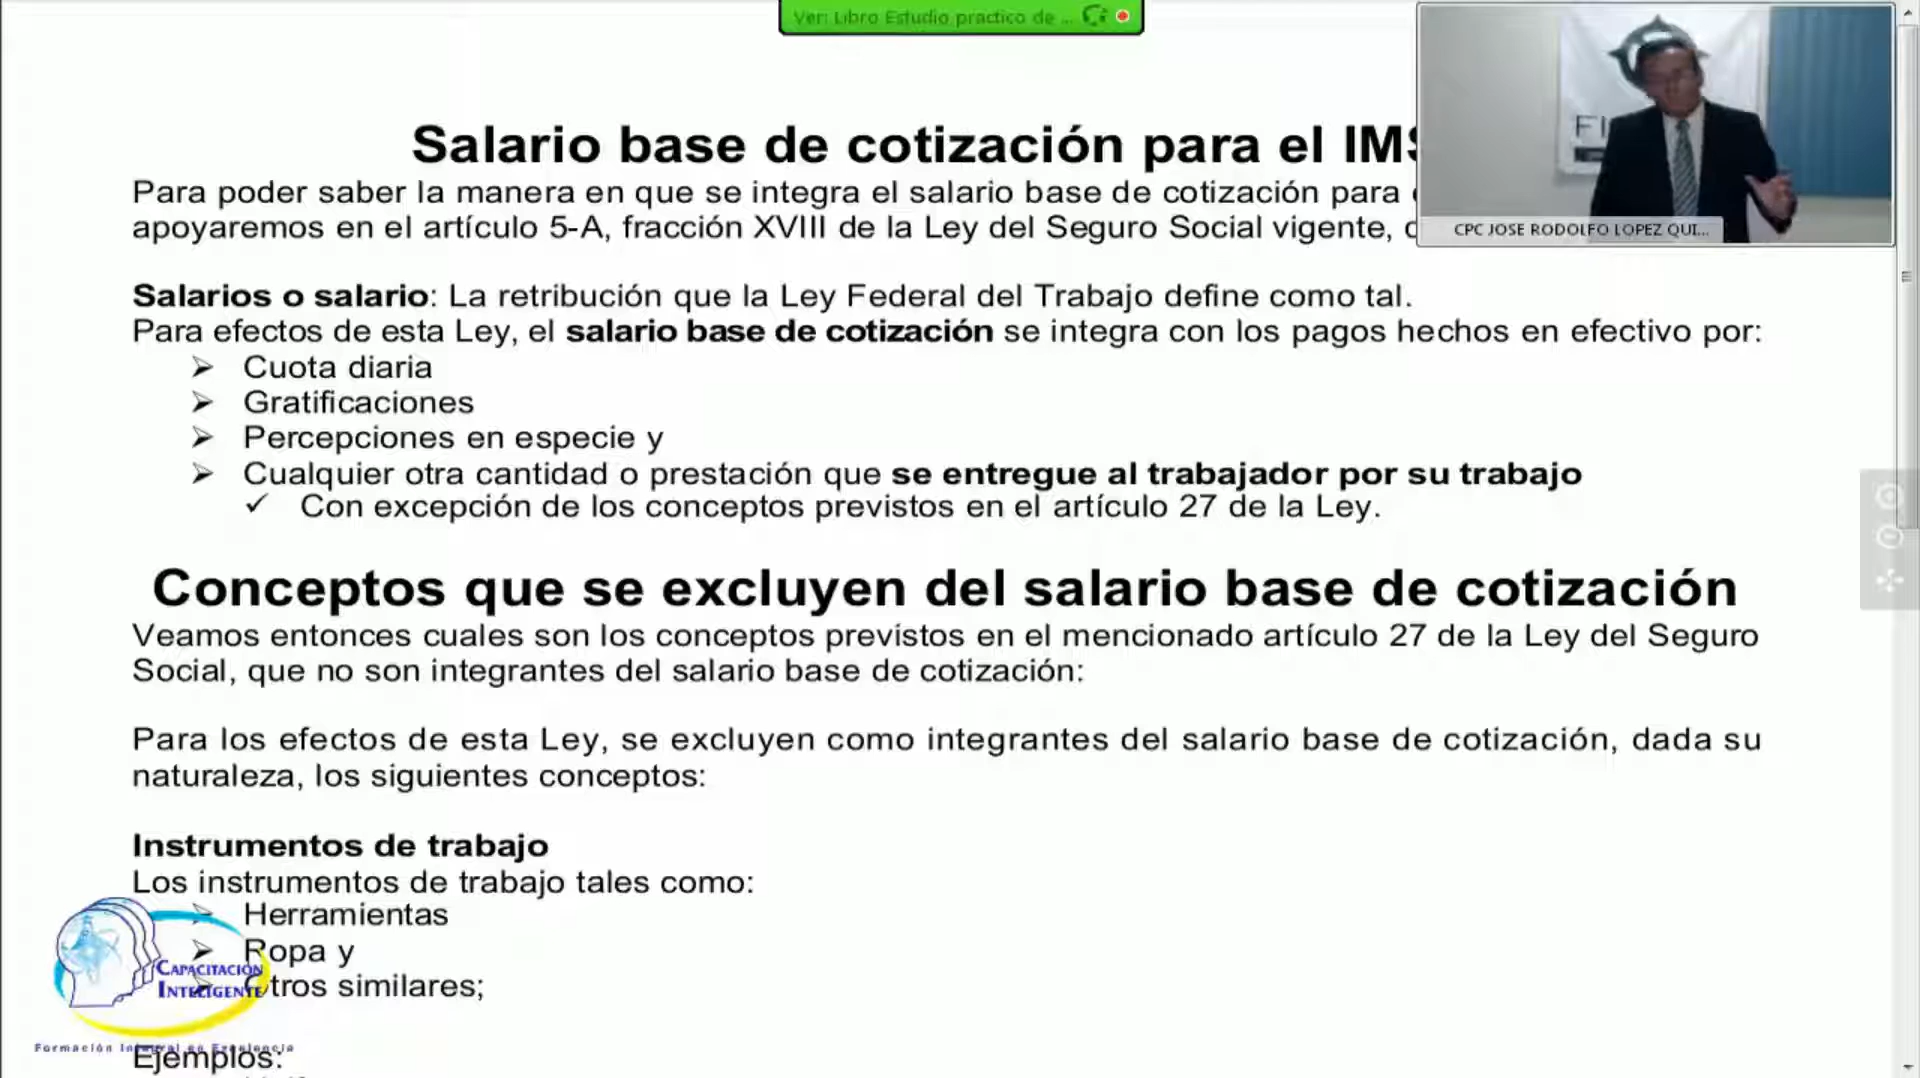 Ver: Libro Estudio practico de ...
Salario base de cotización para el IMS
Para poder saber la manera en que se integra el salario base de cotización para
apoyaremos en el artículo 5-A, fracción XVIII de la Ley del Seguro Social vigente,
CPC JOSE RODOLFO LOPEZ QUI...
Salarios o salario: La retribución que la Ley Federal del Trabajo define como tal.
Para efectos de esta Ley, el salario base de cotización se integra con los pagos hechos en efectivo por:
Cuota diaria
Gratificaciones
Percepciones en especie y
Cualquier otra cantidad o prestación que se entregue al trabajador por su trabajo
Con excepción de los conceptos previstos en el artículo 27 de la Ley.
Conceptos que se excluyen del salario base de cotización
Veamos entonces cuales son los conceptos previstos en el mencionado artículo 27 de la Ley del Seguro
Social, que no son integrantes del salario base de cotización:
Para los efectos de esta Ley, se excluyen como integrantes del salario base de cotización, dada su
naturaleza, los siguientes conceptos:
Instrumentos de trabajo
Los instrumentos de trabajo tales como:
Herramientas
Ropa y
Otros similares;
CAPACITACIÓN
INTELIGENTE
Formación Integral en Excelencia
Ejemplos: